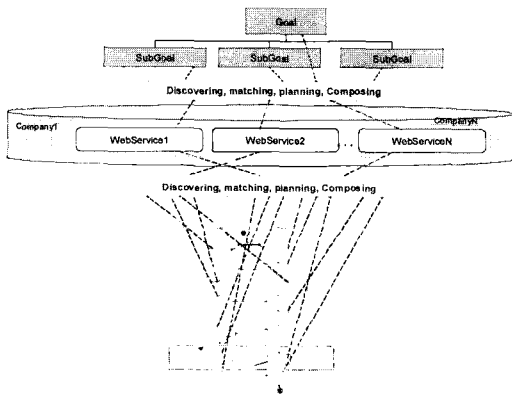 Goal
SubGoal SubGoal SubGoal
Discovering, matching, planning, Composing
Company1 CompanyN
WebService1 WebService2 ... WebServiceN
Discovering, matching, planning, Composing